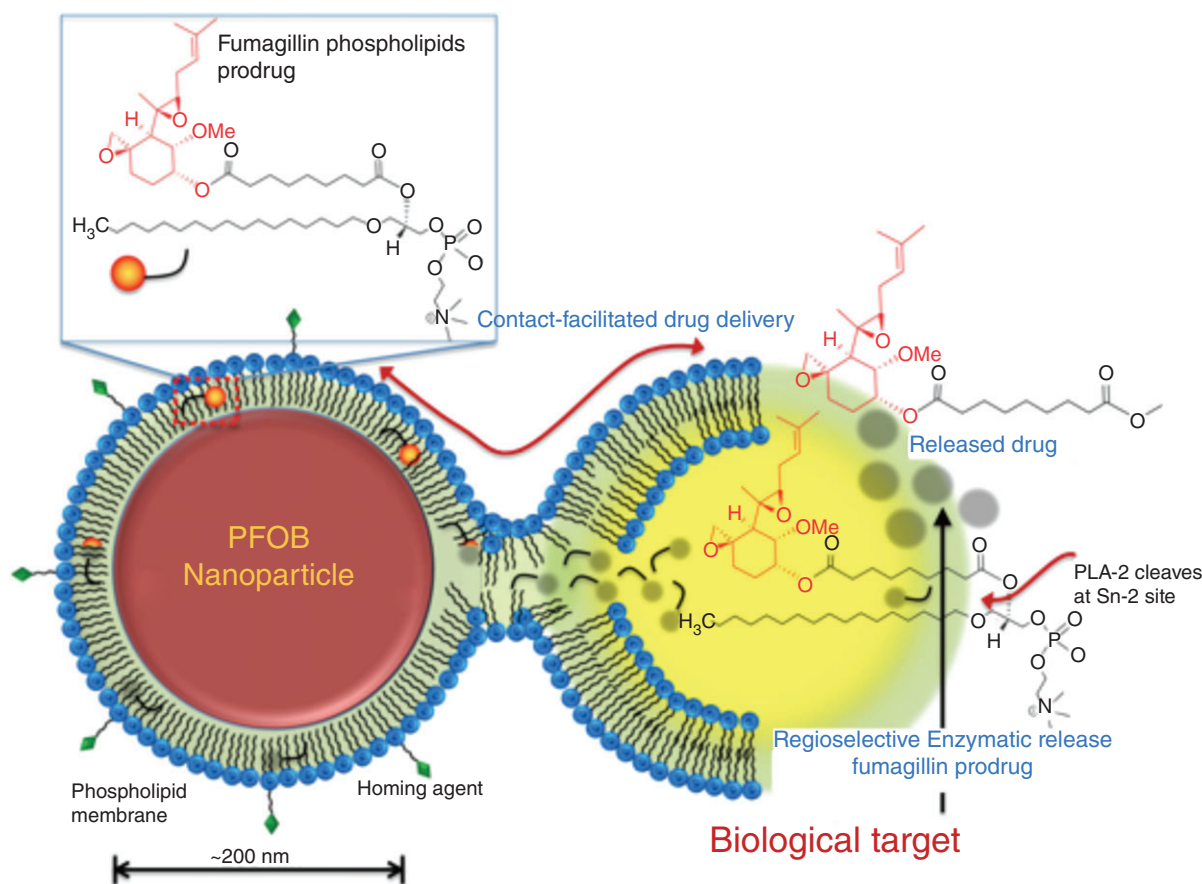 Fumagillin phospholipids
prodrug
H
O
OMe
O
O
O
O
O
H3C
O
H
O
O
P
O
O
N
Contact-facilitated drug delivery
H
O
OMe
O
O
O
O
O
Released drug
PFOB
Nanoparticle
H
O
OMe
O
O
O
O
O
PLA-2 cleaves
at Sn-2 site
H3C
O
H
O
O
P
O
O
N
Regioselective Enzymatic release
fumagillin prodrug
Phospholipid
membrane
Homing agent
Biological target
~200 nm